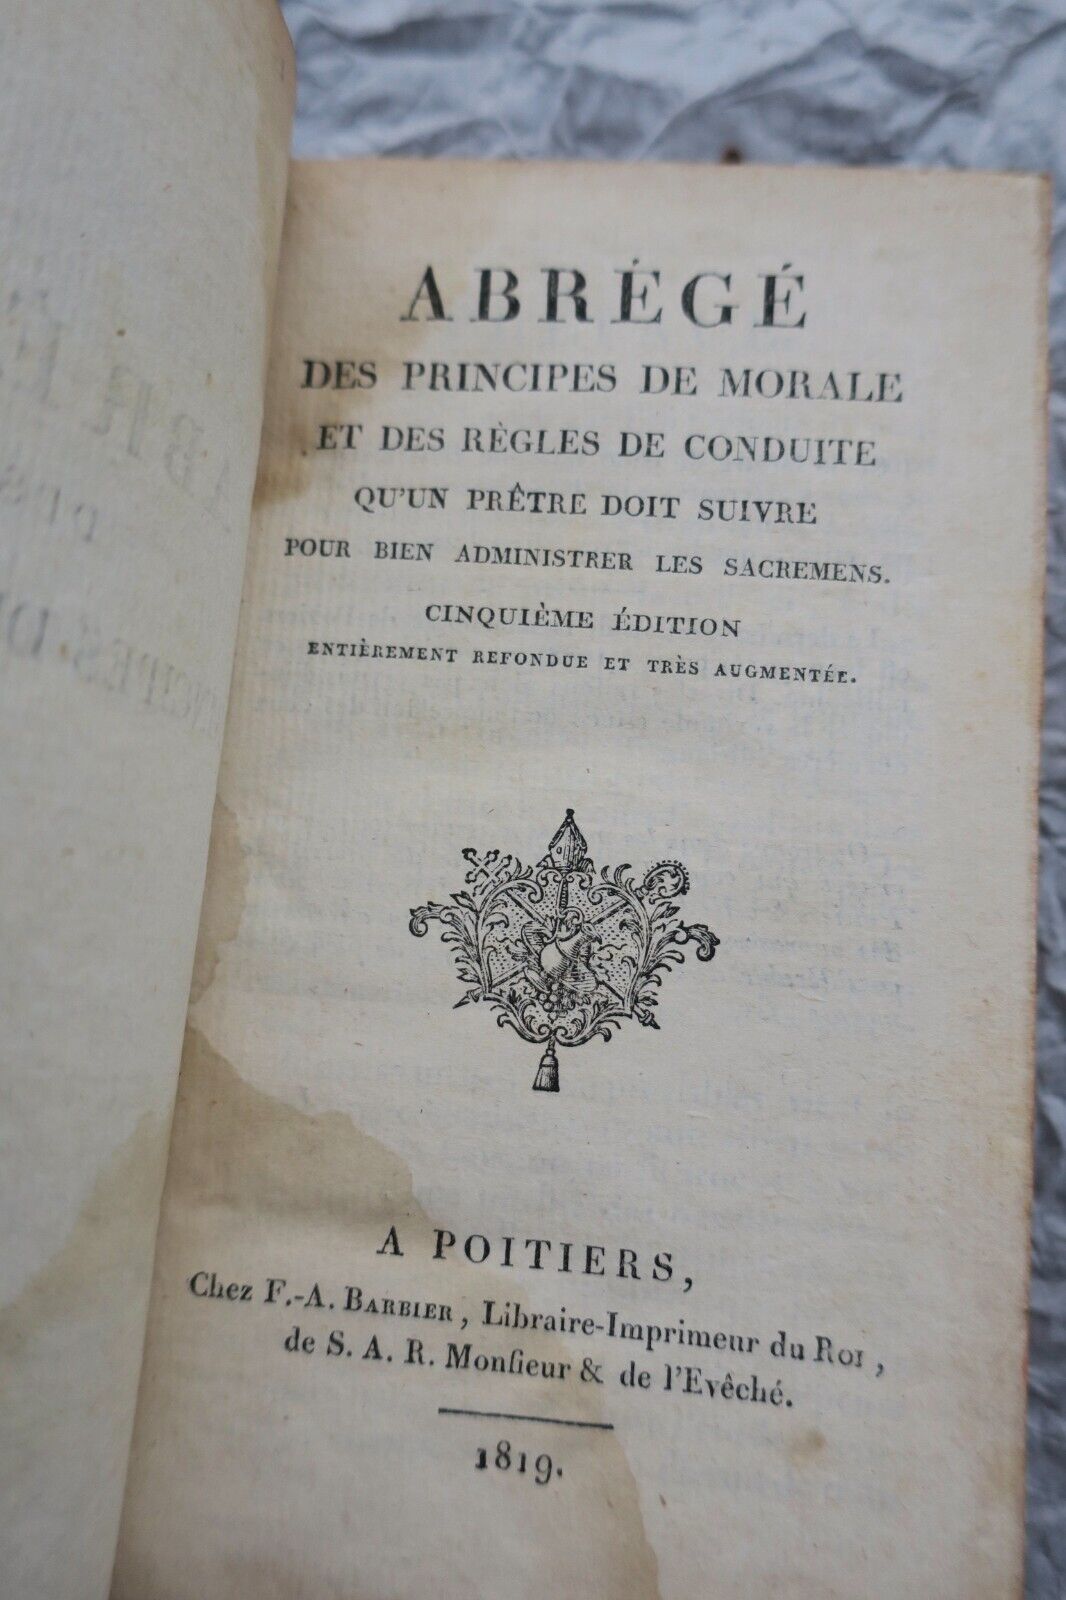 ABRÉGÉ
DES PRINCIPES DE MORALE
ET DES RÈGLES DE CONDUITE
QU'UN PRÊTRE DOIT SUIVRE
POUR BIEN ADMINISTRER LES SACREMENS.
CINQUIÈME ÉDITION
ENTIÈREMENT REFONDUE ET TRÈS AUGMENTÉE.
A POITIERS,
Chez F.-A. BARBIER, Libraire-Imprimeur du ROI,
de S. A. R. Monſieur & de l'Evêché.
1819.